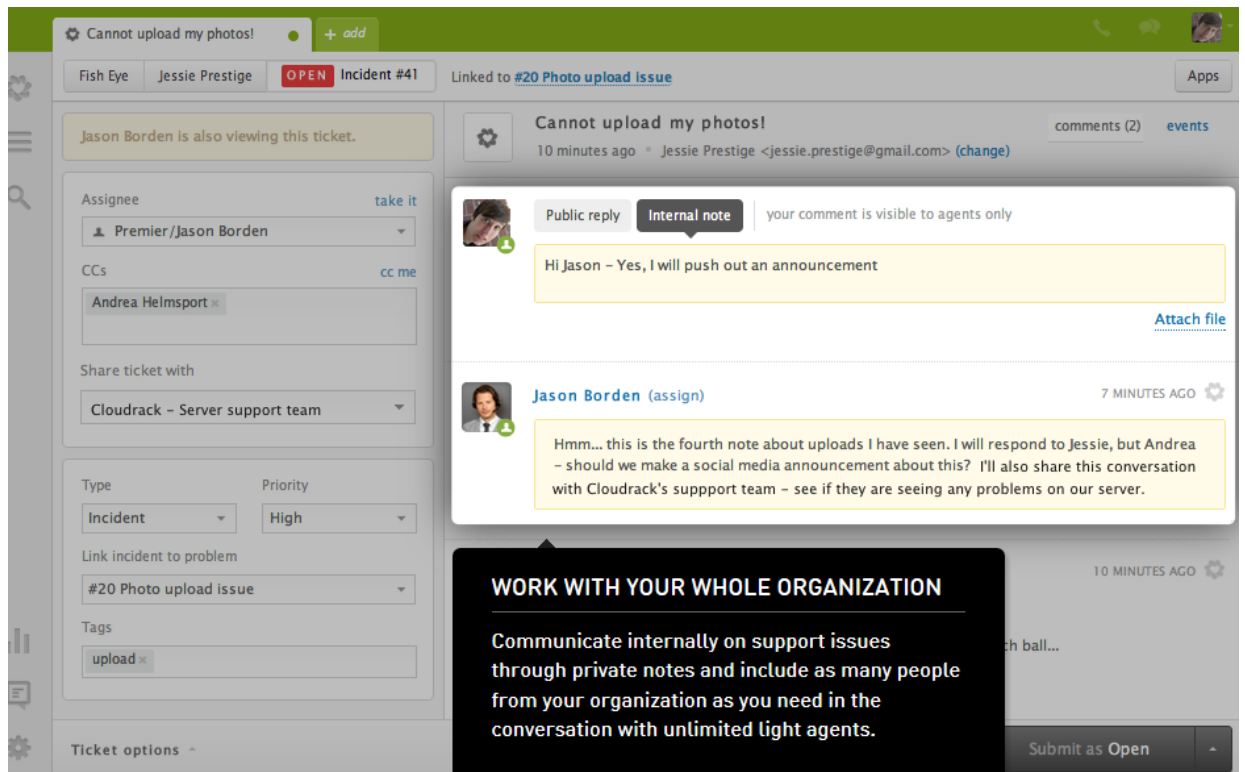 Cannot upload my photos!
+ add
Fish Eye
Jessie Prestige
OPEN Incident #41
Linked to #20 Photo upload issue
Apps
Jason Borden is also viewing this ticket.
Cannot upload my photos!
10 minutes ago • Jessie Prestige <jessie.prestige@gmail.com> (change)
comments (2)
events
Assignee
take it
Premier/Jason Borden
CCs
cc me
Andrea Helmsport ×
Share ticket with
Cloudrack – Server support team
Type
Priority
Incident
High
Link incident to problem
#20 Photo upload issue
Tags
upload ×
Ticket options
Public reply
Internal note
your comment is visible to agents only
Hi Jason – Yes, I will push out an announcement
Attach file
Jason Borden (assign)
7 MINUTES AGO
Hmm... this is the fourth note about uploads I have seen. I will respond to Jessie, but Andrea
– should we make a social media announcement about this? I'll also share this conversation
with Cloudrack's suppport team – see if they are seeing any problems on our server.
10 MINUTES AGO
ball...
WORK WITH YOUR WHOLE ORGANIZATION
Communicate internally on support issues
through private notes and include as many people
from your organization as you need in the
conversation with unlimited light agents.
Submit as Open